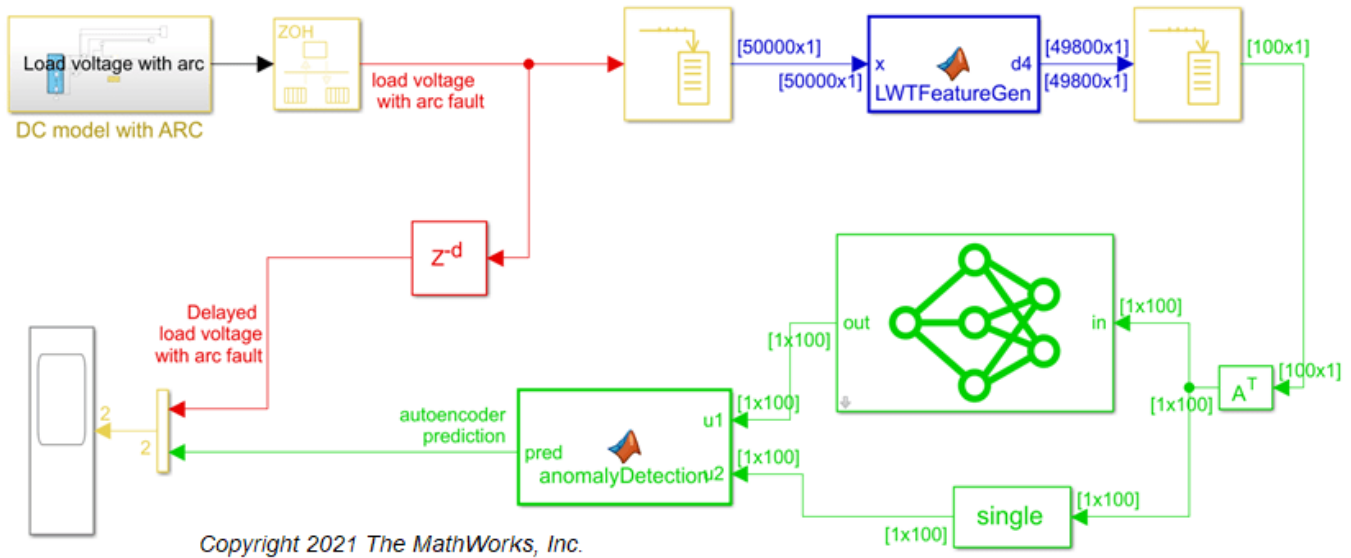 Load voltage with arc
DC model with ARC
ZOH
load voltage
with arc fault
[50000x1]
[50000x1]
x
d4
LWTFeatureGen
[49800x1]
[49800x1]
[100x1]
Z-d
Delayed
load voltage
with arc fault
out
in
[1x100]
[1x100]
[1x100]
[100x1]
AT
[1x100]
u1
autoencoder
prediction
pred
anomalyDetection
u2
[1x100]
2
2
single
[1x100]
[1x100]
Copyright 2021 The MathWorks, Inc.